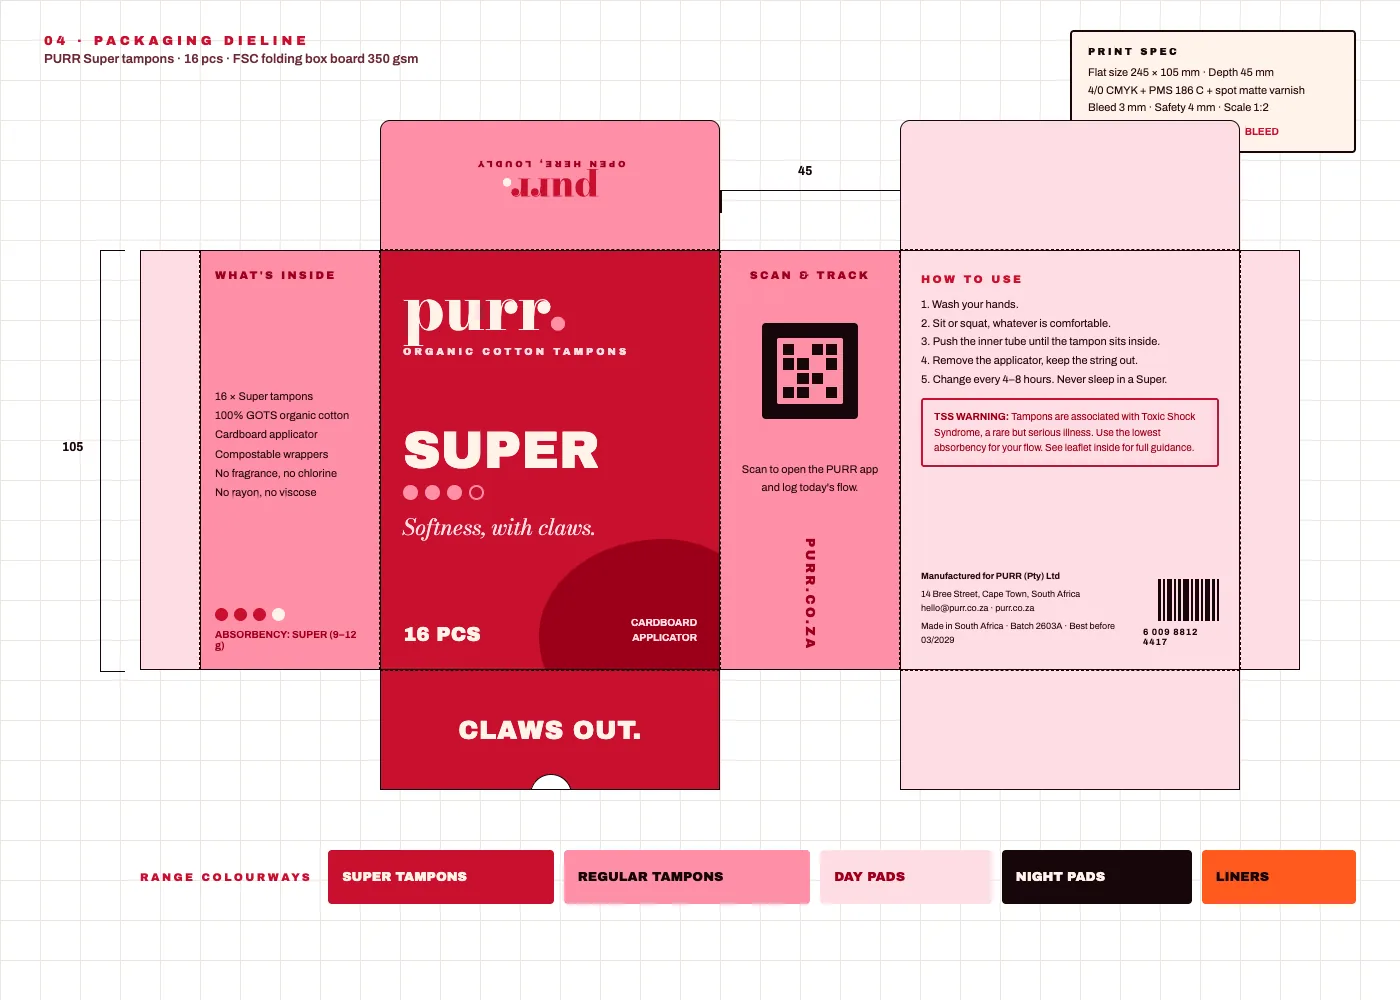 04 · PACKAGING DIELINE
PURR Super tampons · 16 pcs · FSC folding box board 350 gsm
PRINT SPEC
Flat size 245 × 105 mm · Depth 45 mm
4/0 CMYK + PMS 186 C + spot matte varnish
Bleed 3 mm · Safety 4 mm · Scale 1:2
BLEED
OPEN HERE, LOUDLY
purr.
45
105
WHAT'S INSIDE
16 × Super tampons
100% GOTS organic cotton
Cardboard applicator
Compostable wrappers
No fragrance, no chlorine
No rayon, no viscose
ABSORBENCY: SUPER (9–12
g)
purr.
ORGANIC COTTON TAMPONS
SUPER
Softness, with claws.
16 PCS
CARDBOARD
APPLICATOR
CLAWS OUT.
SCAN & TRACK
Scan to open the PURR app
and log today's flow.
PURR.CO.ZA
HOW TO USE
1. Wash your hands.
2. Sit or squat, whatever is comfortable.
3. Push the inner tube until the tampon sits inside.
4. Remove the applicator, keep the string out.
5. Change every 4–8 hours. Never sleep in a Super.
TSS WARNING: Tampons are associated with Toxic Shock
Syndrome, a rare but serious illness. Use the lowest
absorbency for your flow. See leaflet inside for full guidance.
Manufactured for PURR (Pty) Ltd
14 Bree Street, Cape Town, South Africa
hello@purr.co.za · purr.co.za
Made in South Africa · Batch 2603A · Best before
03/2029
6 009 8812
4417
RANGE COLOURWAYS
SUPER TAMPONS
REGULAR TAMPONS
DAY PADS
NIGHT PADS
LINERS